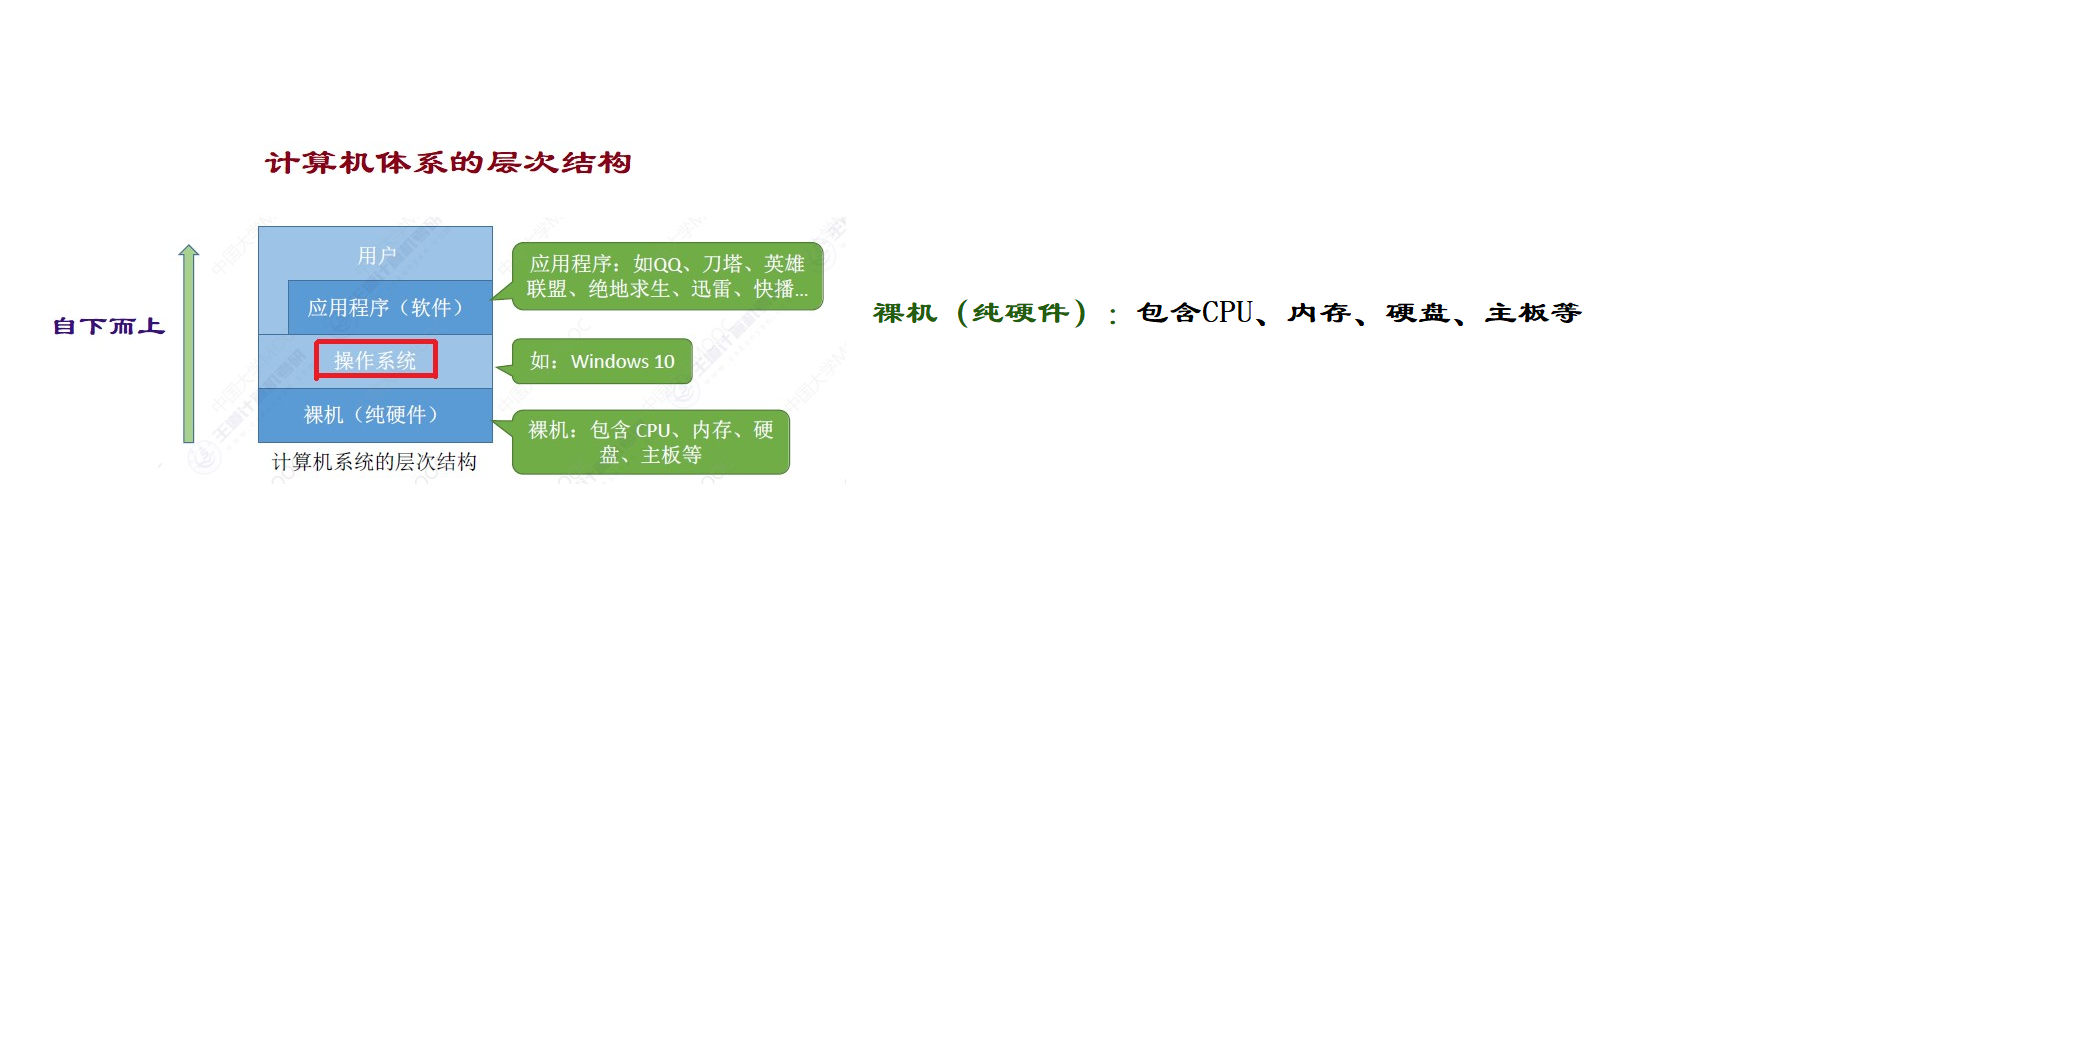 计算机体系的层次结构
自下而上
用户
应用程序（软件）
操作系统
裸机（纯硬件）
计算机系统的层次结构
应用程序：如QQ、刀塔、英雄
联盟、绝地求生、迅雷、快播...
如：Windows 10
裸机：包含 CPU、内存、硬
盘、主板等
裸机（纯硬件）：包含CPU、内存、硬盘、主板等